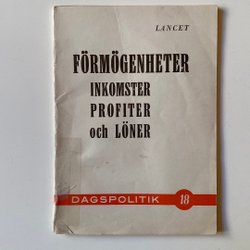 LANCET
FÖRMÖGENHETER
INKOMSTER
PROFITER
och LÖNER
DAGSPOLITIK 18